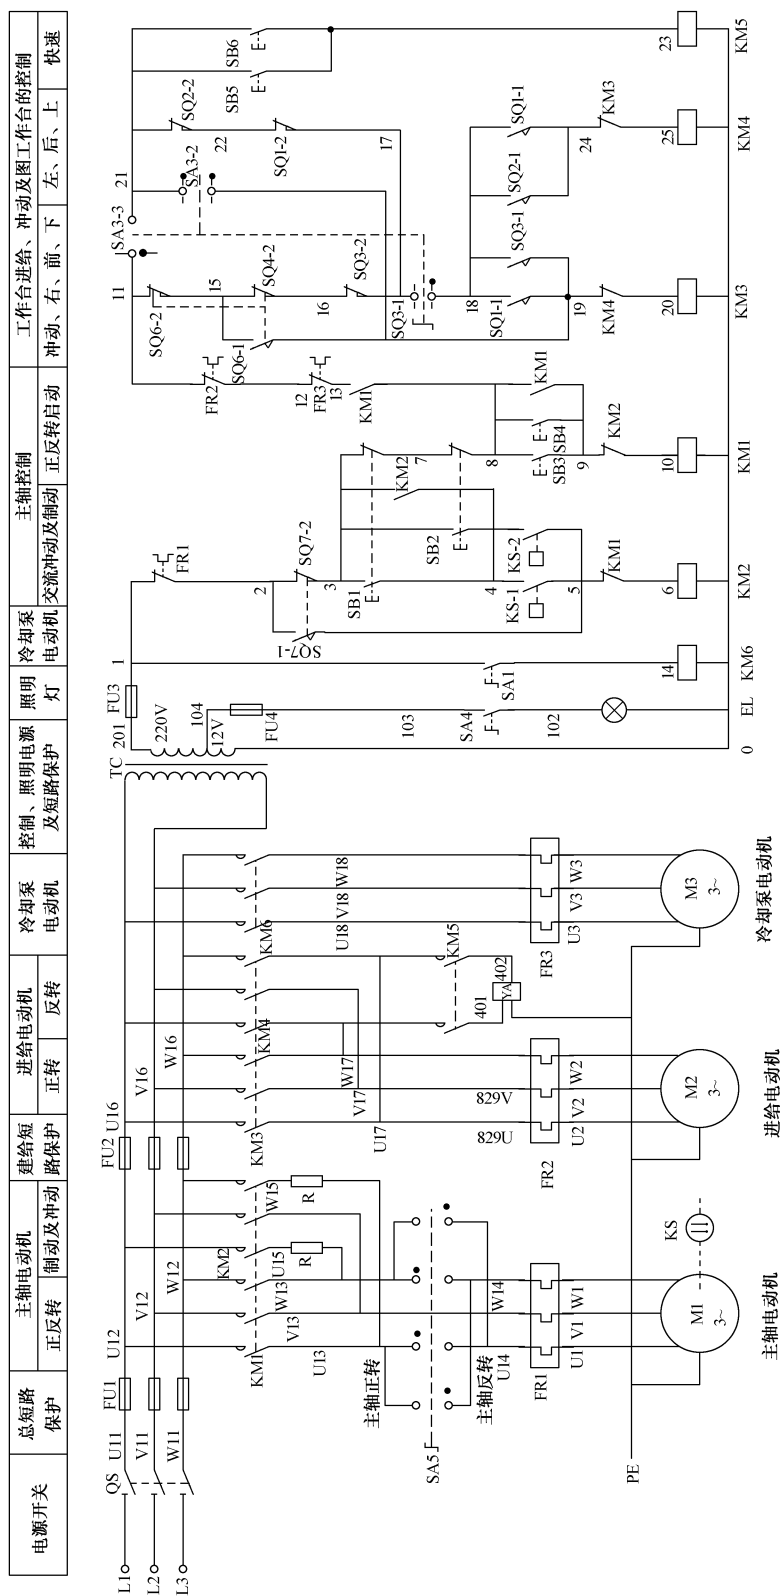 电源开关
总短路
保护
主轴电动机
正反转
制动及冲动
建给短
路保护
进给电动机
正转
反转
冷却泵
电动机
控制、照明电源
及短路保护
照明
灯
冷却泵
电动机
主轴控制
交流冲动及制动
正反转启动
工作台进给、冲动及图工作台的控制
冲动、右、前、下
左、后、上
快速
L1
L2
L3
QS
U11
V11
W11
FU1
U12
V12
W12
KM1
KM2
U13
V13
W13
U15
W15
R
R
主轴正转
主轴反转
SA5
U14
W14
FR1
U1
V1
W1
M1
3~
KS
主轴电动机
PE
FU2
U16
V16
W16
KM3
KM4
U17
V17
W17
U628
V629
FR2
U2
V2
W2
M2
3~
进给电动机
KM5
401
402
YA
KM6
U18
V18
W18
FR3
U3
V3
W3
M3
3~
冷却泵电动机
TC
201
220V
104
12V
FU3
FU4
103
SA4
102
EL
0
1
SA1
14
KM6
FR1
2
SQ7-2
SQ7-1
3
SB1
4
KS-1
5
KM1
6
KM2
SB2
KS-2
KM2
7
8
SB3
SB4
KM1
9
KM2
10
KM1
FR2
12
FR3
13
KM1
11
SA3-3
21
SQ6-2
15
SQ6-1
SQ4-2
16
SQ3-2
SQ3-1
18
SQ1-1
SQ3-1
19
KM4
20
KM3
SA3-2
SQ2-2
22
SQ1-2
17
SQ2-1
SQ1-1
24
KM3
25
KM4
SB5
SB6
23
KM5